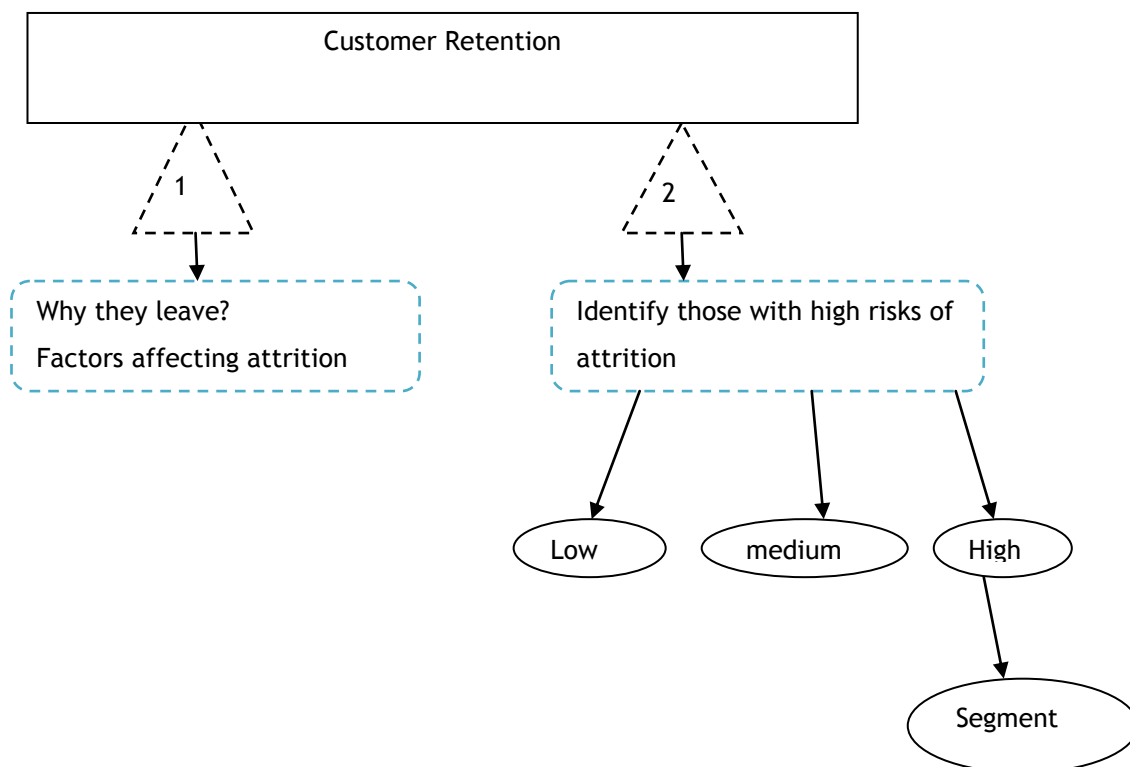 Customer Retention
1
2
Why they leave?
Factors affecting attrition
Identify those with high risks of
attrition
Low
medium
High
Segment